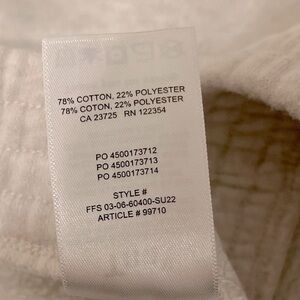 78% COTTON, 22% POLYESTER
78% COTON, 22% POLYESTER
CA 23725 RN 122354
PO 4500173712
PO 4500173713
PO 4500173714
STYLE #
FFS 03-06-60400-SU22
ARTICLE # 99710